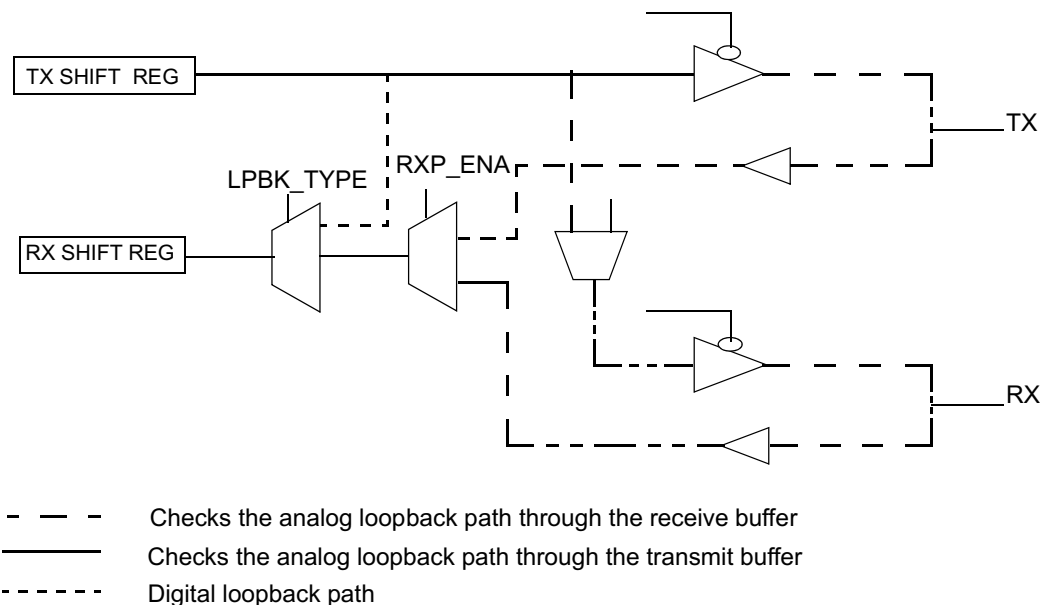 TX SHIFT REG
TX
RXP_ENA
LPBK_TYPE
RX SHIFT REG
RX
Checks the analog loopback path through the receive buffer
Checks the analog loopback path through the transmit buffer
Digital loopback path